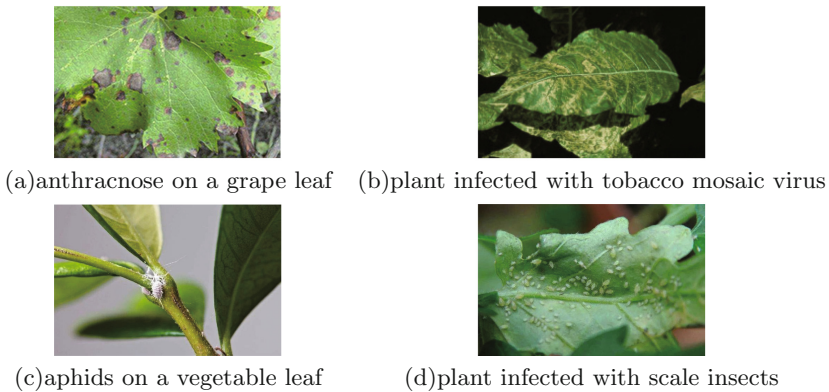 (a)anthracnose on a grape leaf
(b)plant infected with tobacco mosaic virus
(c)aphids on a vegetable leaf
(d)plant infected with scale insects